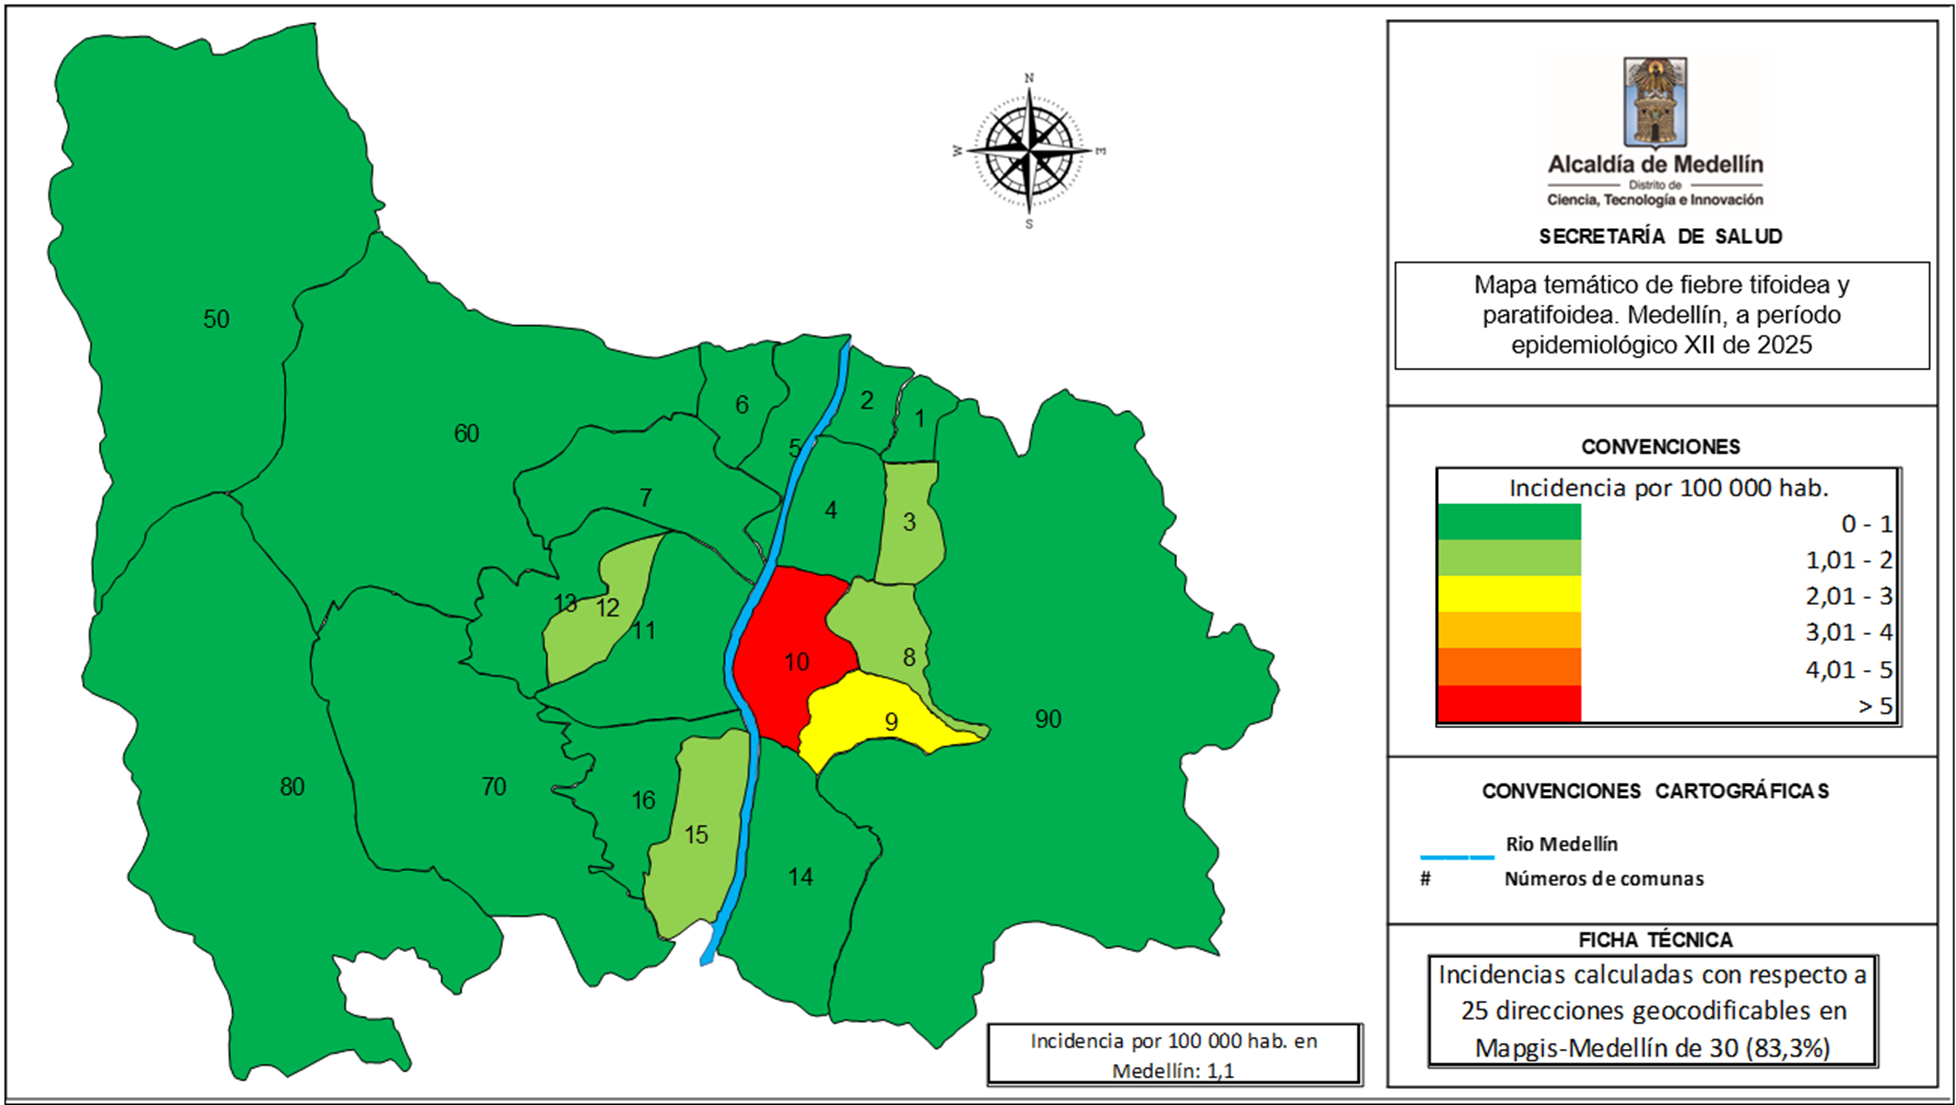 N
W
E
S
50
60
6
5
2
1
7
4
3
13
12
11
10
8
9
90
80
70
16
15
14
Incidencia por 100 000 hab. en
Medellín: 1,1
Alcaldía de Medellín
Distrito de
Ciencia, Tecnología e Innovación
SECRETARÍA DE SALUD
Mapa temático de fiebre tifoidea y
paratifoidea. Medellín, a período
epidemiológico XII de 2025
CONVENCIONES
Incidencia por 100 000 hab.
0 - 1
1,01 - 2
2,01 - 3
3,01 - 4
4,01 - 5
> 5
CONVENCIONES CARTOGRÁFICAS
Rio Medellín
# Números de comunas
FICHA TÉCNICA
Incidencias calculadas con respecto a
25 direcciones geocodificables en
Mapgis-Medellín de 30 (83,3%)